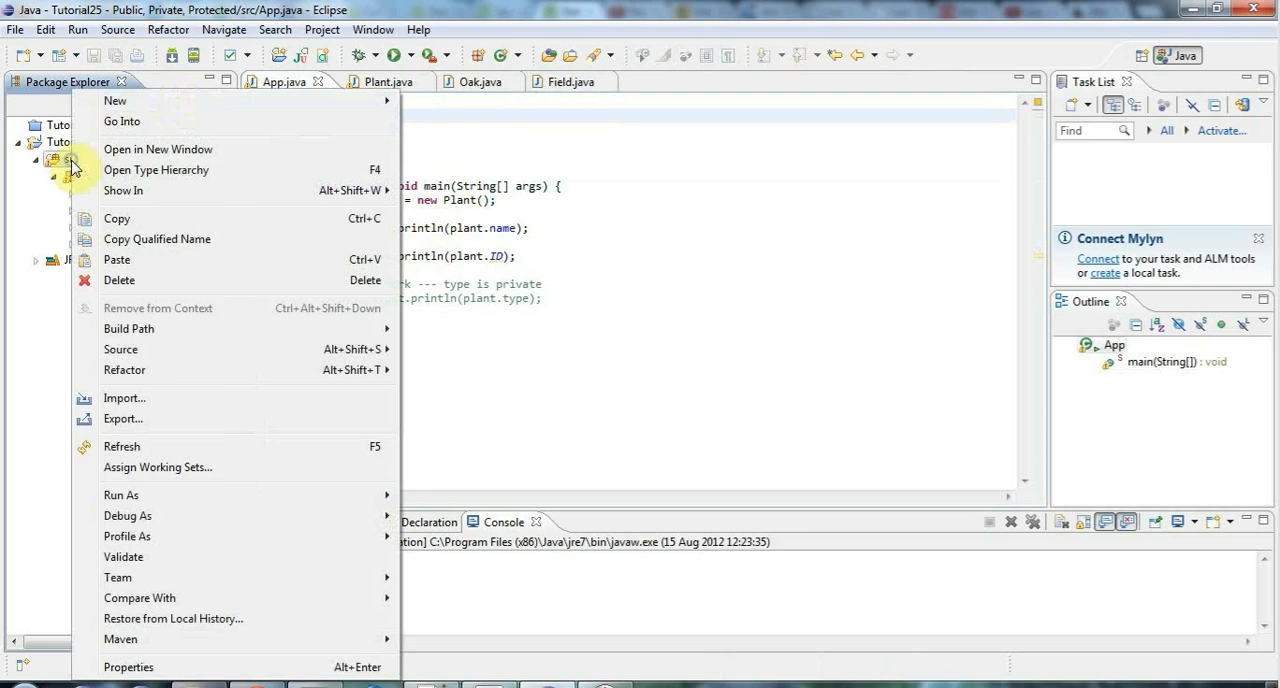 Java - Tutorial25 - Public, Private, Protected/src/App.java - Eclipse
File Edit Run Source Refactor Navigate Search Project Window Help
Java
Package Explorer
App.java Plant.java Oak.java Field.java
Task List
New
Go Into
Open in New Window
Open Type Hierarchy F4
Show In Alt+Shift+W
Copy Ctrl+C
Copy Qualified Name
Paste Ctrl+V
Delete Delete
Remove from Context Ctrl+Alt+Shift+Down
Build Path
Source Alt+Shift+S
Refactor Alt+Shift+T
Import...
Export...
Refresh F5
Assign Working Sets...
Run As
Debug As
Profile As
Validate
Team
Compare With
Restore from Local History...
Maven
Properties Alt+Enter
main(String[] args) {
= new Plant();
println(plant.name);
println(plant.ID);
--- type is private
println(plant.type);
Find All Activate...
Connect Mylyn
Connect to your task and ALM tools
or create a local task.
Outline
App
main(String[]) : void
Declaration Console
C:\Program Files (x86)\Java\jre7\bin\javaw.exe (15 Aug 2012 12:23:35)